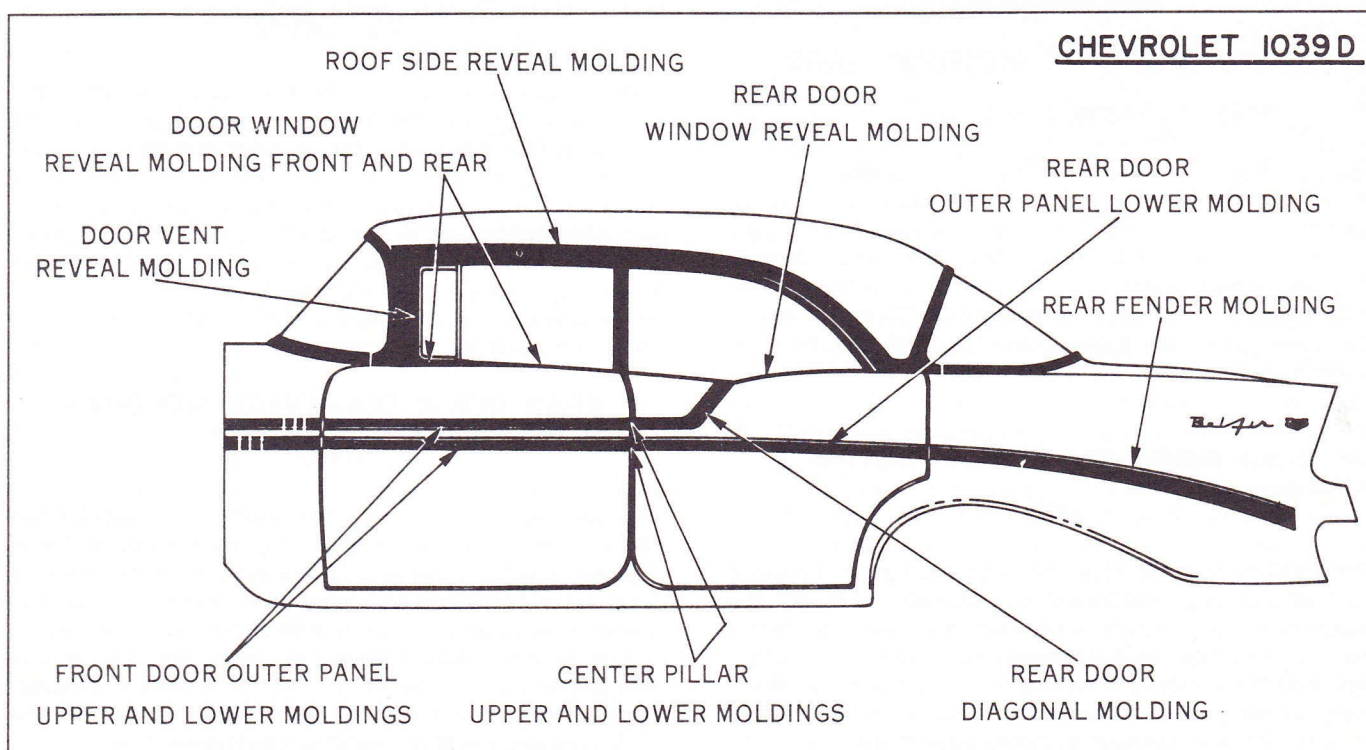 CHEVROLET 1039D
ROOF SIDE REVEAL MOLDING
DOOR WINDOW
REVEAL MOLDING FRONT AND REAR
REAR DOOR
WINDOW REVEAL MOLDING
REAR DOOR
OUTER PANEL LOWER MOLDING
DOOR VENT
REVEAL MOLDING
REAR FENDER MOLDING
BelAir
FRONT DOOR OUTER PANEL
UPPER AND LOWER MOLDINGS
CENTER PILLAR
UPPER AND LOWER MOLDINGS
REAR DOOR
DIAGONAL MOLDING